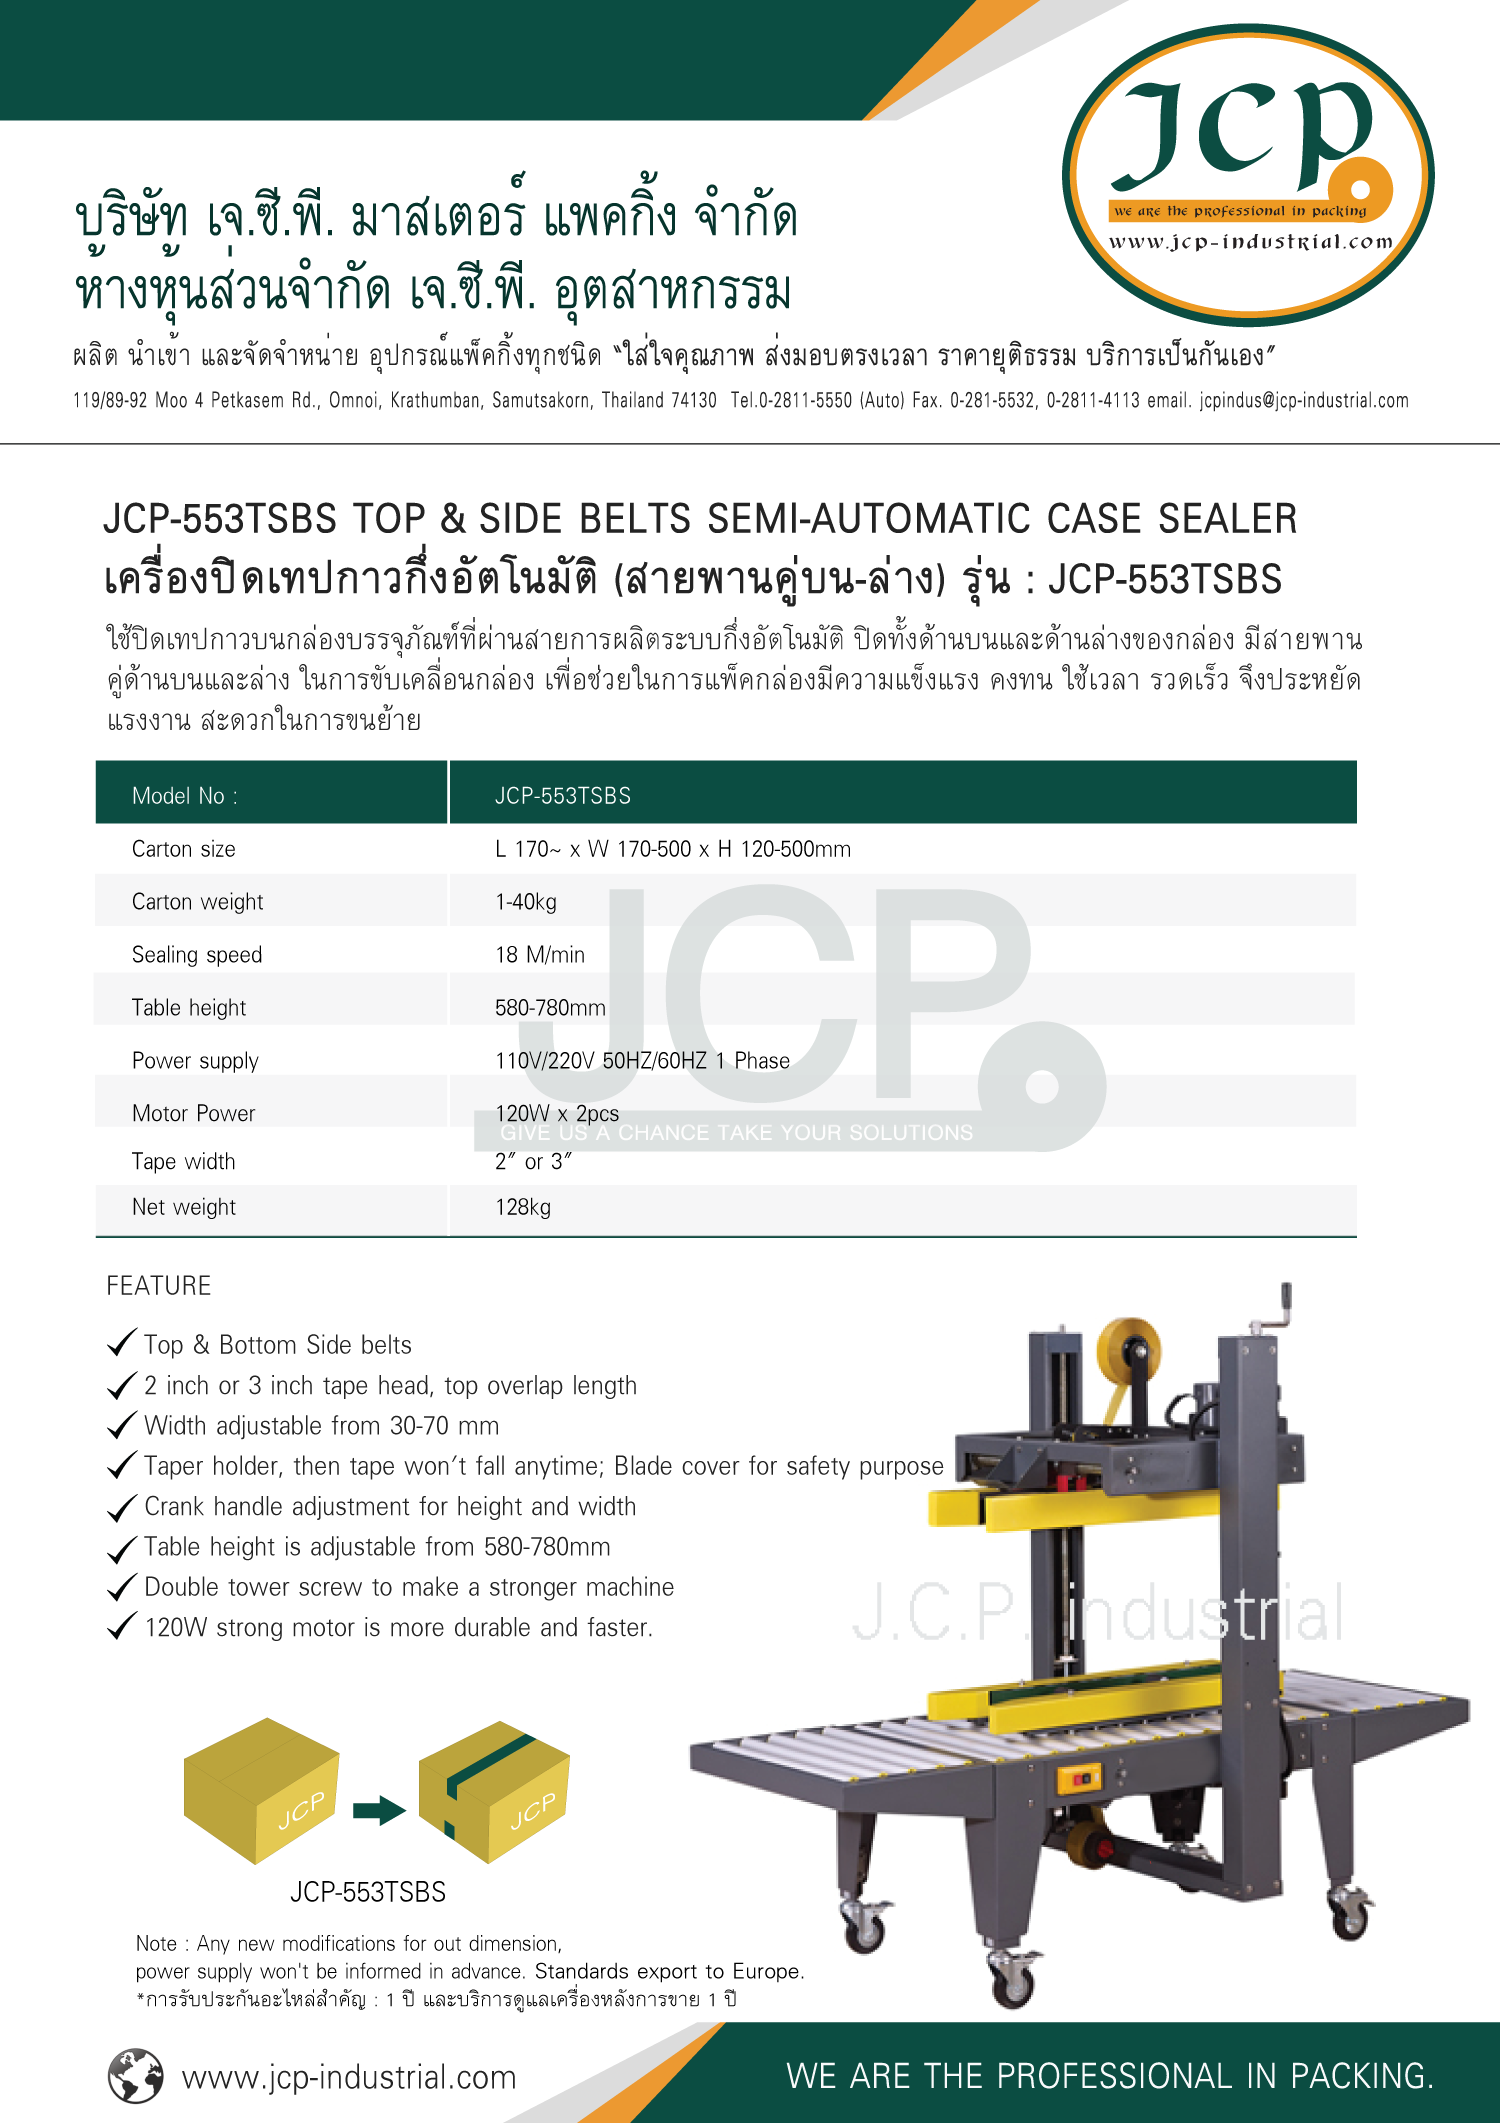 JCP
we are the professional in packing
www.jcp-industrial.com
บริษัท เจ.ซี.พี. มาสเตอร์ แพคกิ้ง จำกัด
ห้างหุ้นส่วนจำกัด เจ.ซี.พี. อุตสาหกรรม
ผลิต นำเข้า และจัดจำหน่าย อุปกรณ์แพ็คกิ้งทุกชนิด "ใส่ใจคุณภาพ ส่งมอบตรงเวลา ราคายุติธรรม บริการเป็นกันเอง"
119/89-92 Moo 4 Petkasem Rd., Omnoi, Krathumban, Samutsakorn, Thailand 74130 Tel.0-2811-5550 (Auto) Fax. 0-281-5532, 0-2811-4113 email. jcpindus@jcp-industrial.com
JCP-553TSBS TOP & SIDE BELTS SEMI-AUTOMATIC CASE SEALER
เครื่องปิดเทปกาวกึ่งอัตโนมัติ (สายพานคู่บน-ล่าง) รุ่น : JCP-553TSBS
ใช้ปิดเทปกาวบนกล่องบรรจุภัณฑ์ที่ผ่านสายการผลิตระบบกึ่งอัตโนมัติ ปิดทั้งด้านบนและด้านล่างของกล่อง มีสายพาน
คู่ด้านบนและล่าง ในการขับเคลื่อนกล่อง เพื่อช่วยในการแพ็คกล่องมีความแข็งแรง คงทน ใช้เวลา รวดเร็ว จึงประหยัด
แรงงาน สะดวกในการขนย้าย
Model No : JCP-553TSBS
Carton size L 170~ x W 170-500 x H 120-500mm
Carton weight 1-40kg
Sealing speed 18 M/min
Table height 580-780mm
Power supply 110V/220V 50HZ/60HZ 1 Phase
Motor Power 120W x 2pcs
Tape width 2″ or 3″
Net weight 128kg
JCP
GIVE US A CHANCE TAKE YOUR SOLUTIONS
FEATURE
Top & Bottom Side belts
2 inch or 3 inch tape head, top overlap length
Width adjustable from 30-70 mm
Taper holder, then tape won't fall anytime; Blade cover for safety purpose
Crank handle adjustment for height and width
Table height is adjustable from 580-780mm
Double tower screw to make a stronger machine
120W strong motor is more durable and faster.
J.C.P. industrial
JCP
JCP
JCP-553TSBS
Note : Any new modifications for out dimension,
power supply won't be informed in advance. Standards export to Europe.
*การรับประกันอะไหล่สำคัญ : 1 ปี และบริการดูแลเครื่องหลังการขาย 1 ปี
www.jcp-industrial.com
WE ARE THE PROFESSIONAL IN PACKING.